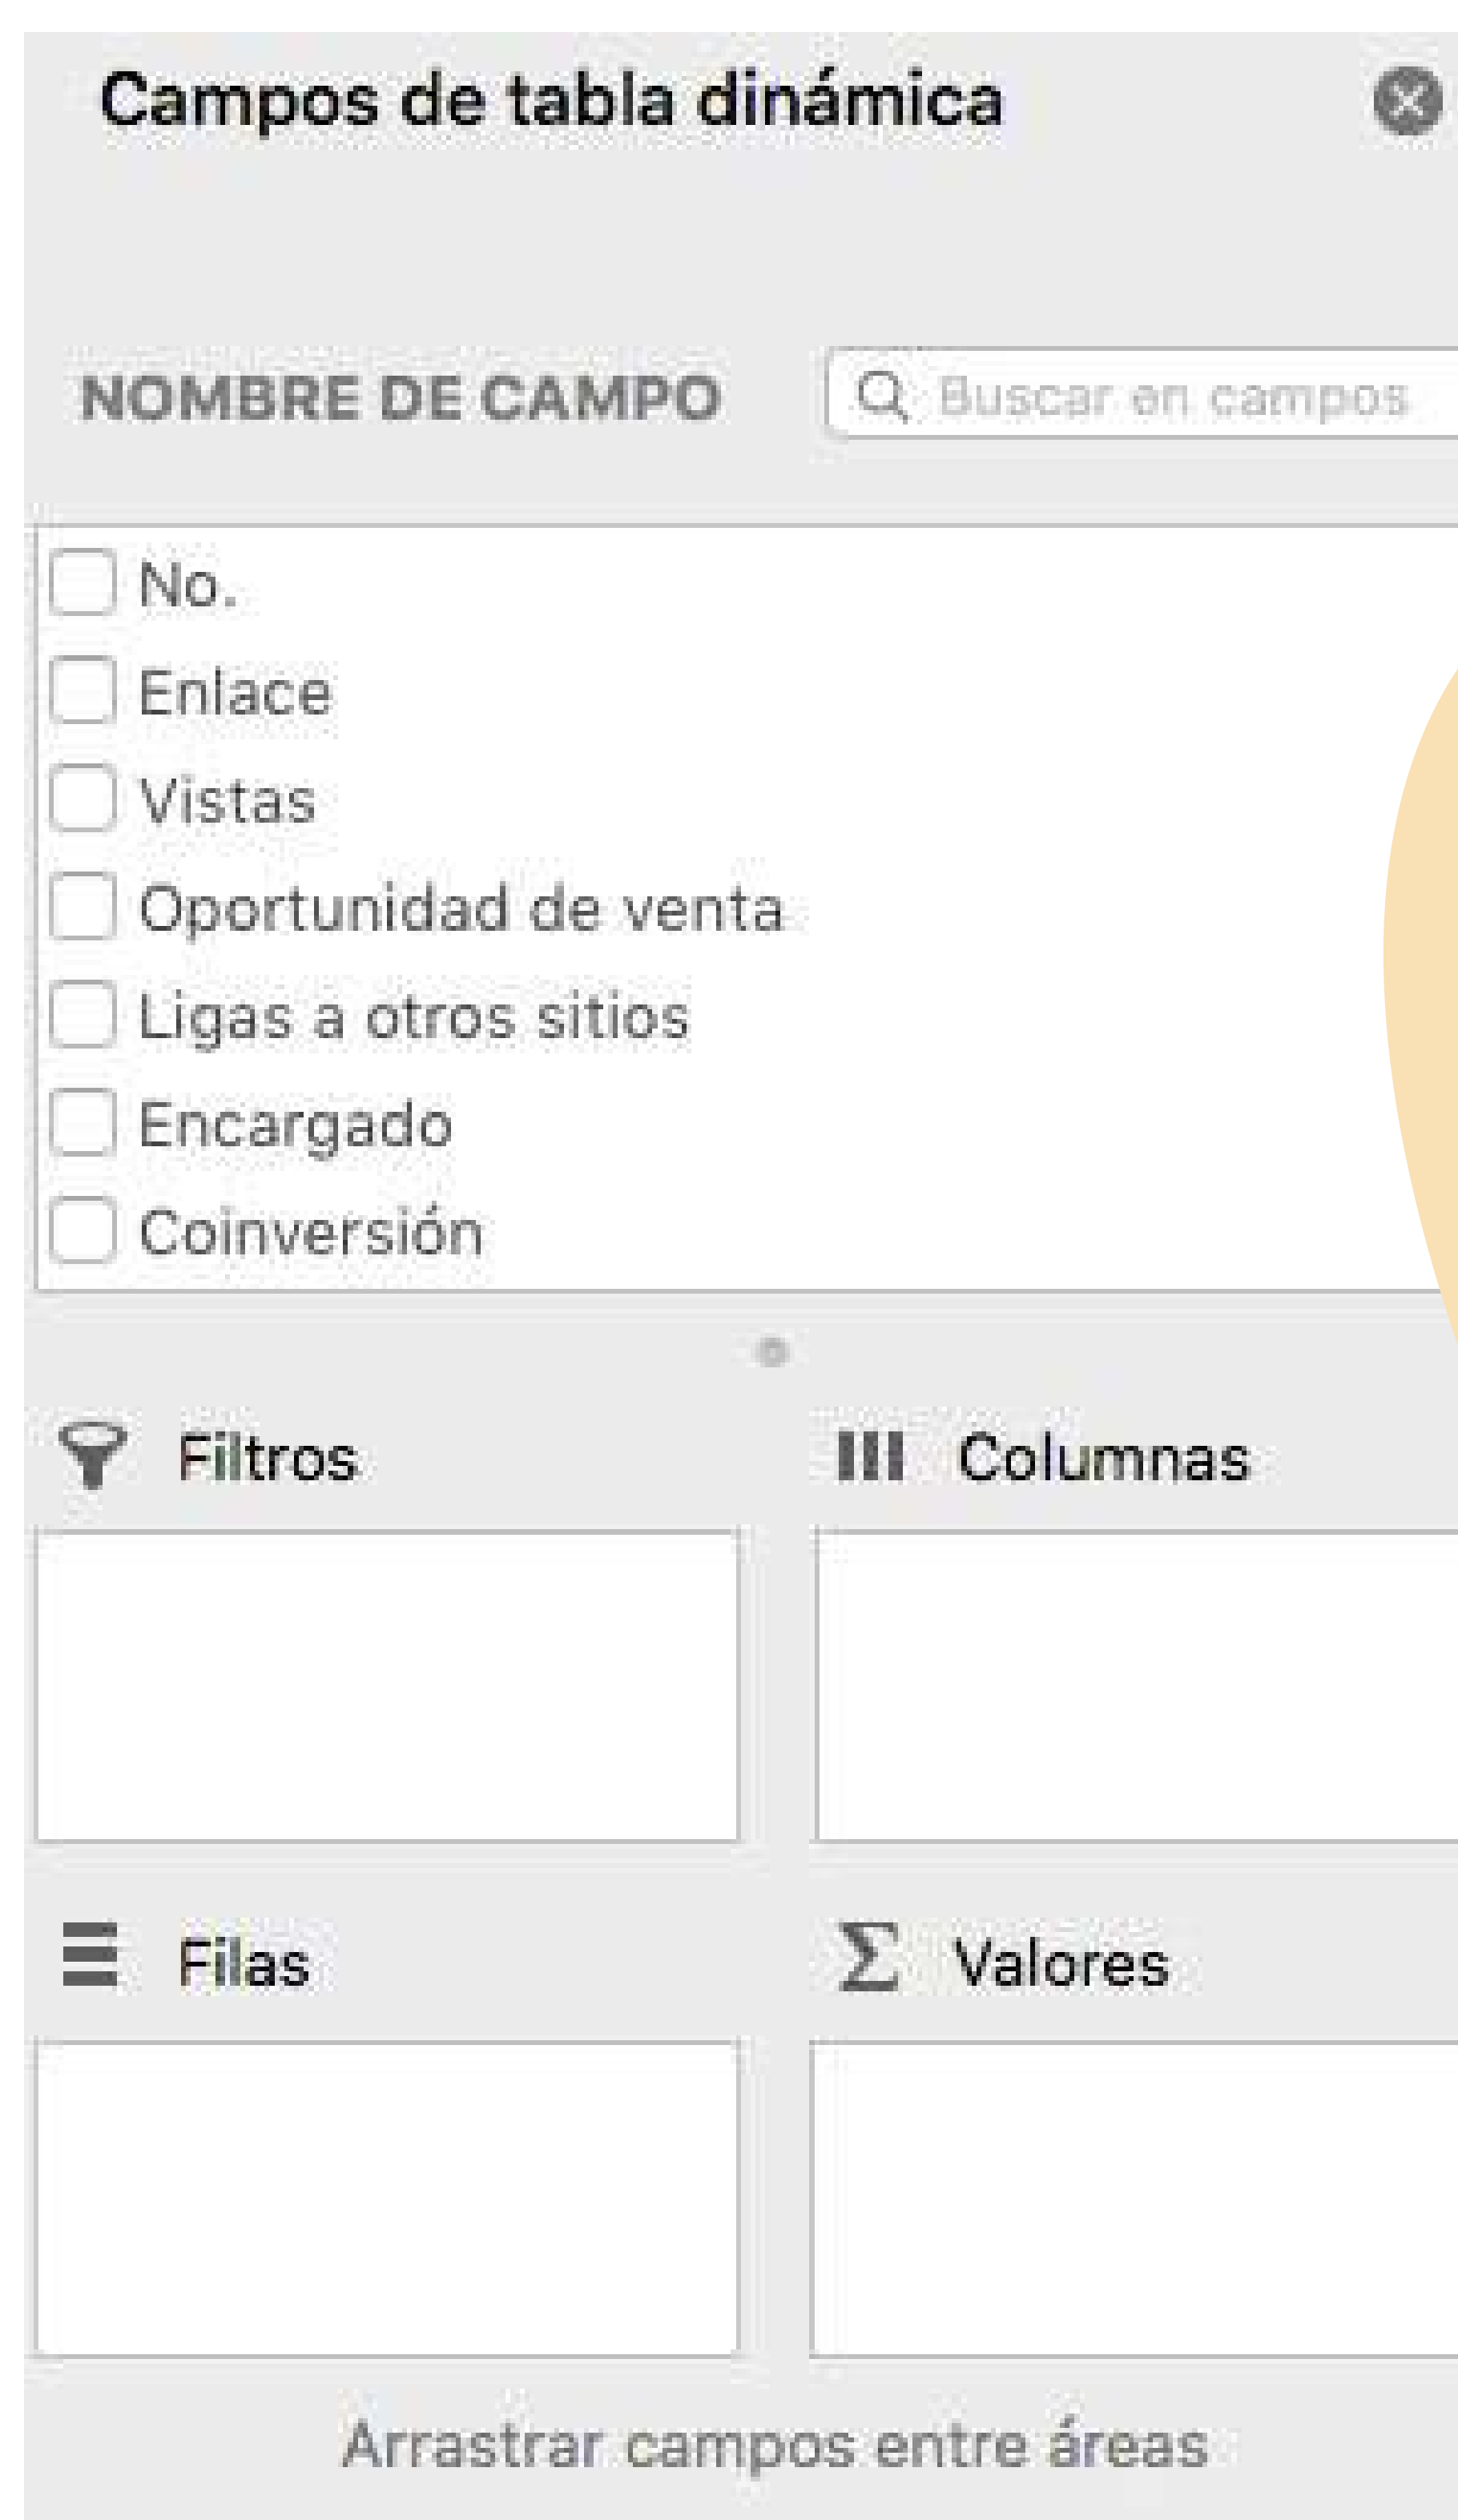 Campos de tabla dinámica
NOMBRE DE CAMPO
Buscar en campos
No.
Enlace
Vistas
Oportunidad de venta
Ligas a otros sitios
Encargado
Coinversión
Filtros
Columnas
Filas
Valores
Arrastrar campos entre áreas